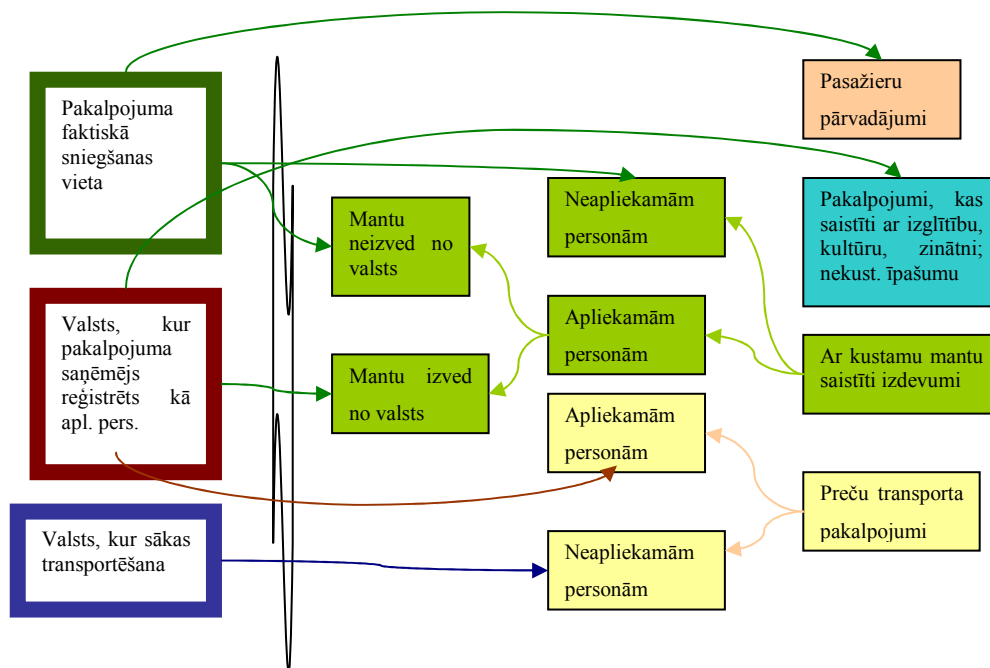 Pakalpojuma
faktiskā
sniegšanas
vieta
Valsts, kur
pakalpojuma
saņēmējs
reģistrēts kā
apl. pers.
Valsts, kur sākas
transportēšana
Mantu
neizved no
valsts
Mantu izved
no valsts
Neapliekamām
personām
Apliekamām
personām
Apliekamām
personām
Neapliekamām
personām
Pasažieru
pārvadājumi
Pakalpojumi, kas
saistīti ar izglītību,
kultūru, zinātni;
nekust. īpašumu
Ar kustamu mantu
saistīti izdevumi
Preču transporta
pakalpojumi